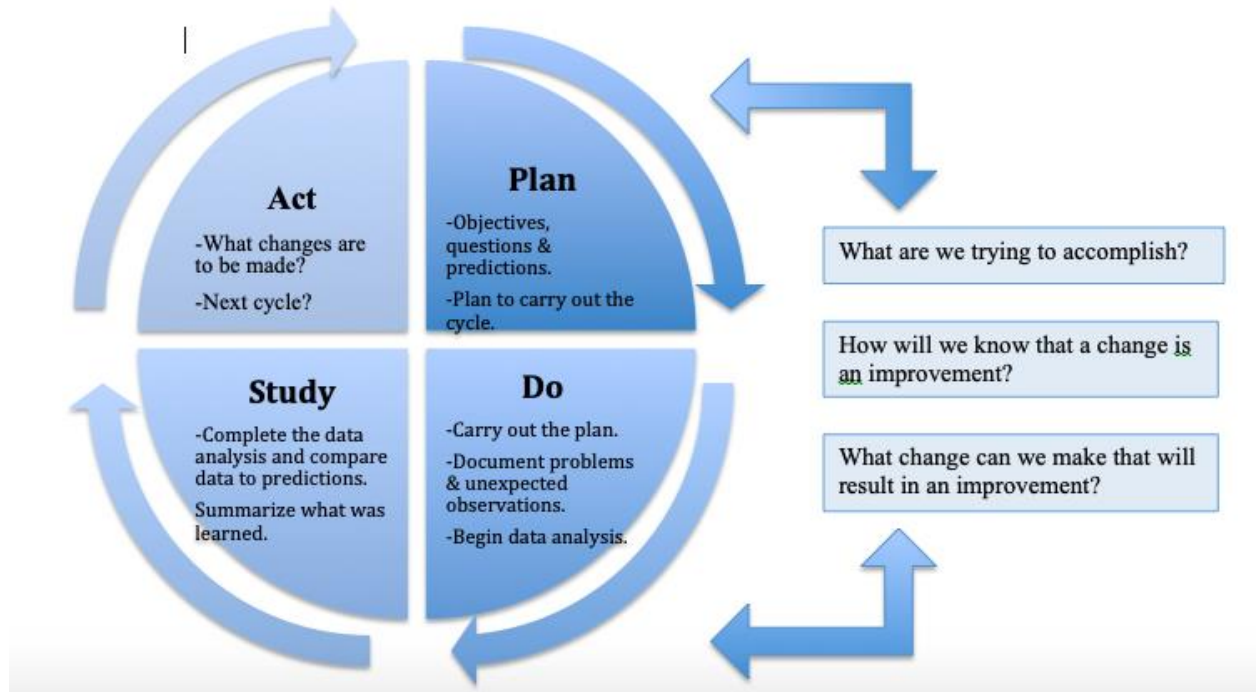 Act
-What changes are
to be made?
-Next cycle?
Plan
-Objectives,
questions &
predictions.
-Plan to carry out the
cycle.
Study
-Complete the data
analysis and compare
data to predictions.
Summarize what was
learned.
Do
-Carry out the plan.
-Document problems
& unexpected
observations.
-Begin data analysis.
What are we trying to accomplish?
How will we know that a change is
an improvement?
What change can we make that will
result in an improvement?